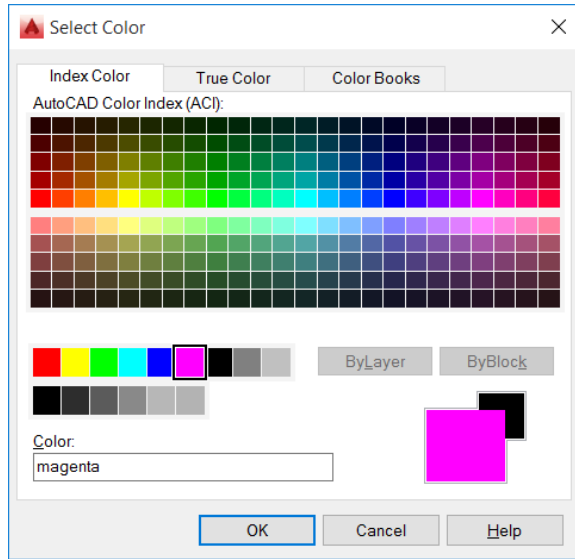 Select Color
Index Color True Color Color Books
AutoCAD Color Index (ACI):
ByLayer ByBlock
Color:
magenta
OK Cancel Help